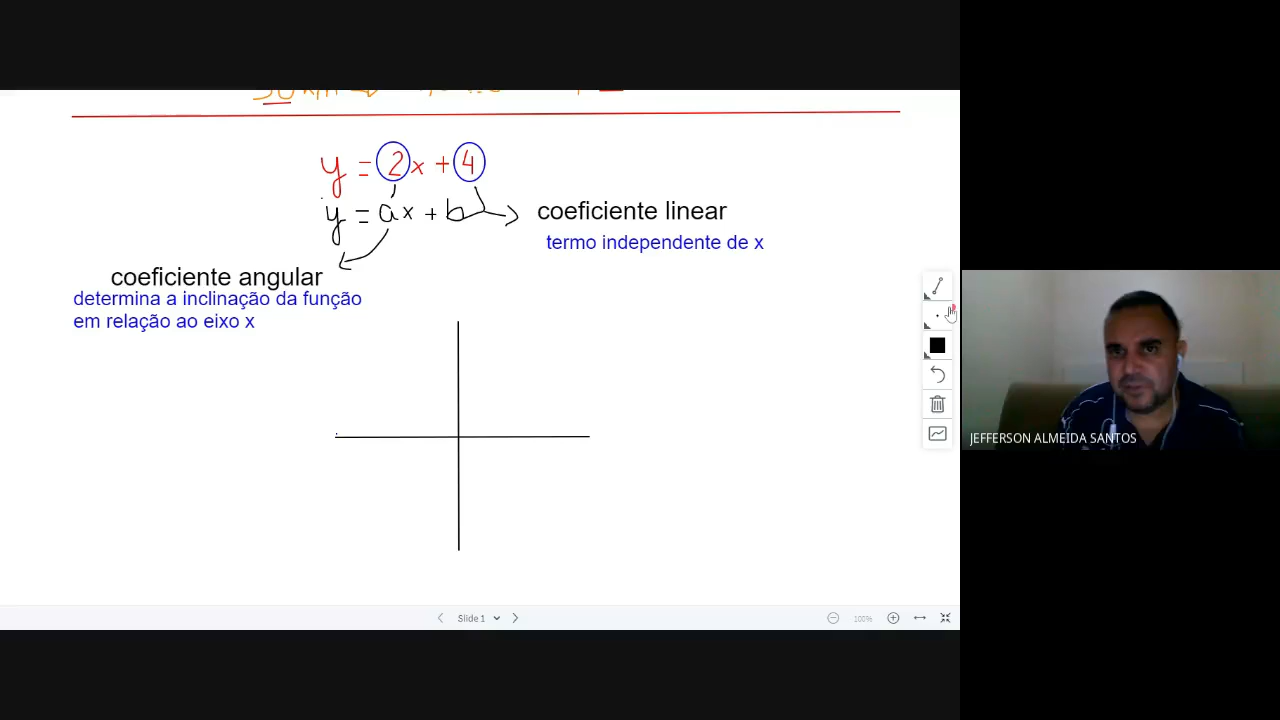 y = 2x + 4
y = ax + b
coeficiente linear
termo independente de x
coeficiente angular
determina a inclinação da função
em relação ao eixo x
JEFFERSON ALMEIDA SANTOS
Slide 1
100%